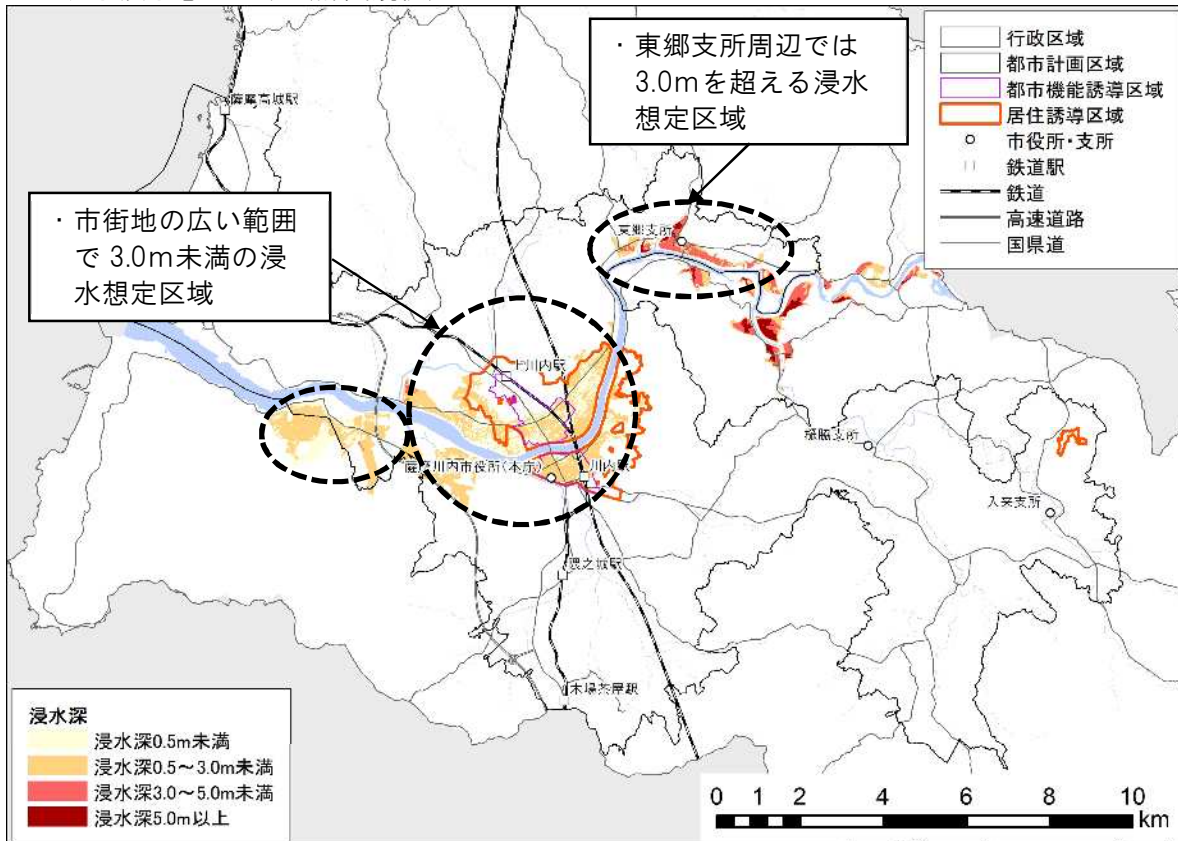 ・東郷支所周辺では
3.0mを超える浸水
想定区域
行政区域
都市計画区域
都市機能誘導区域
居住誘導区域
市役所・支所
鉄道駅
鉄道
高速道路
国県道
薩摩高城駅
・市街地の広い範囲
で 3.0m未満の浸
水想定区域
東郷支所
上川内駅
樋脇支所
薩摩川内市役所(本庁)
川内駅
入来支所
隈之城駅
木場茶屋駅
浸水深
浸水深0.5m未満
浸水深0.5～3.0m未満
浸水深3.0～5.0m未満
浸水深5.0m以上
0 1 2 4 6 8 10
km